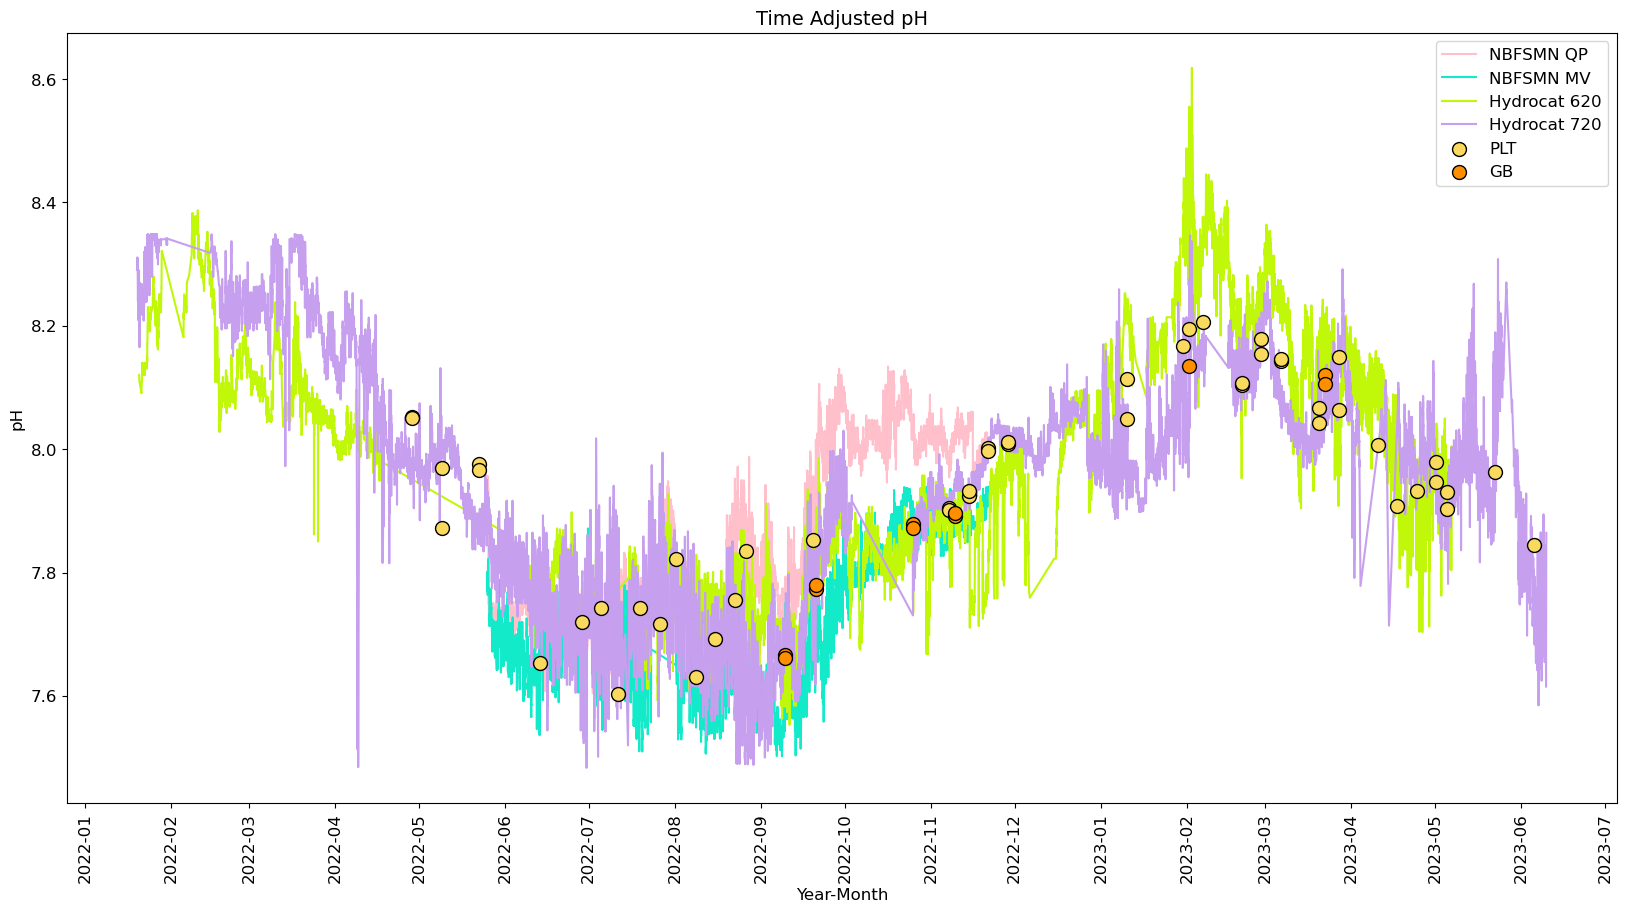 Time Adjusted pH
NBFSMN QP
NBFSMN MV
Hydrocat 620
Hydrocat 720
PLT
GB
pH
8.6
8.4
8.2
8.0
7.8
7.6
2022-01
2022-02
2022-03
2022-04
2022-05
2022-06
2022-07
2022-08
2022-09
2022-10
2022-11
2022-12
2023-01
2023-02
2023-03
2023-04
2023-05
2023-06
2023-07
Year-Month